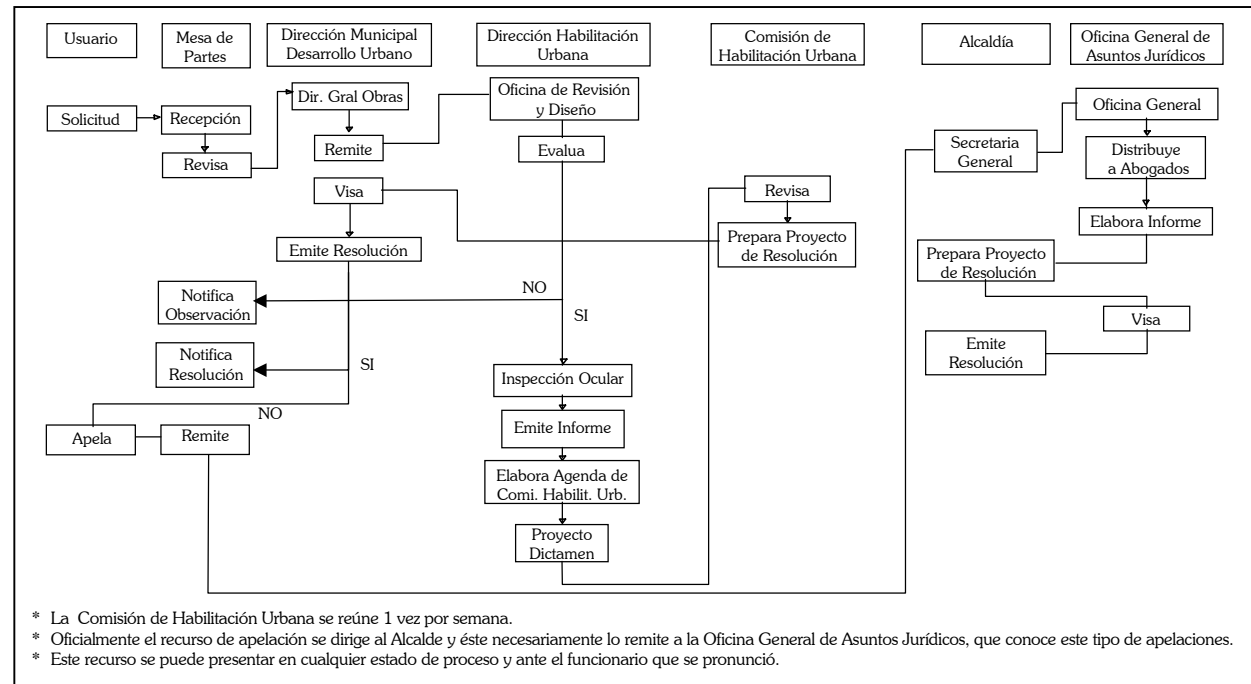 Usuario
Mesa de
Partes
Dirección Municipal
Desarrollo Urbano
Dirección Habilitación
Urbana
Comisión de
Habilitación Urbana
Alcaldía
Oficina General de
Asuntos Jurídicos
Solicitud
Recepción
Revisa
Dir. Gral Obras
Remite
Oficina de Revisión
y Diseño
Evalua
Visa
Emite Resolución
Revisa
Prepara Proyecto
de Resolución
Secretaria
General
Oficina General
Distribuye
a Abogados
Elabora Informe
Prepara Proyecto
de Resolución
Visa
Emite
Resolución
Notifica
Observación
NO
SI
Notifica
Resolución
SI
NO
Apela
Remite
Inspección Ocular
Emite Informe
Elabora Agenda de
Comi. Habilit. Urb.
Proyecto
Dictamen
* La Comisión de Habilitación Urbana se reúne 1 vez por semana.
* Oficialmente el recurso de apelación se dirige al Alcalde y éste necesariamente lo remite a la Oficina General de Asuntos Jurídicos, que conoce este tipo de apelaciones.
* Este recurso se puede presentar en cualquier estado de proceso y ante el funcionario que se pronunció.